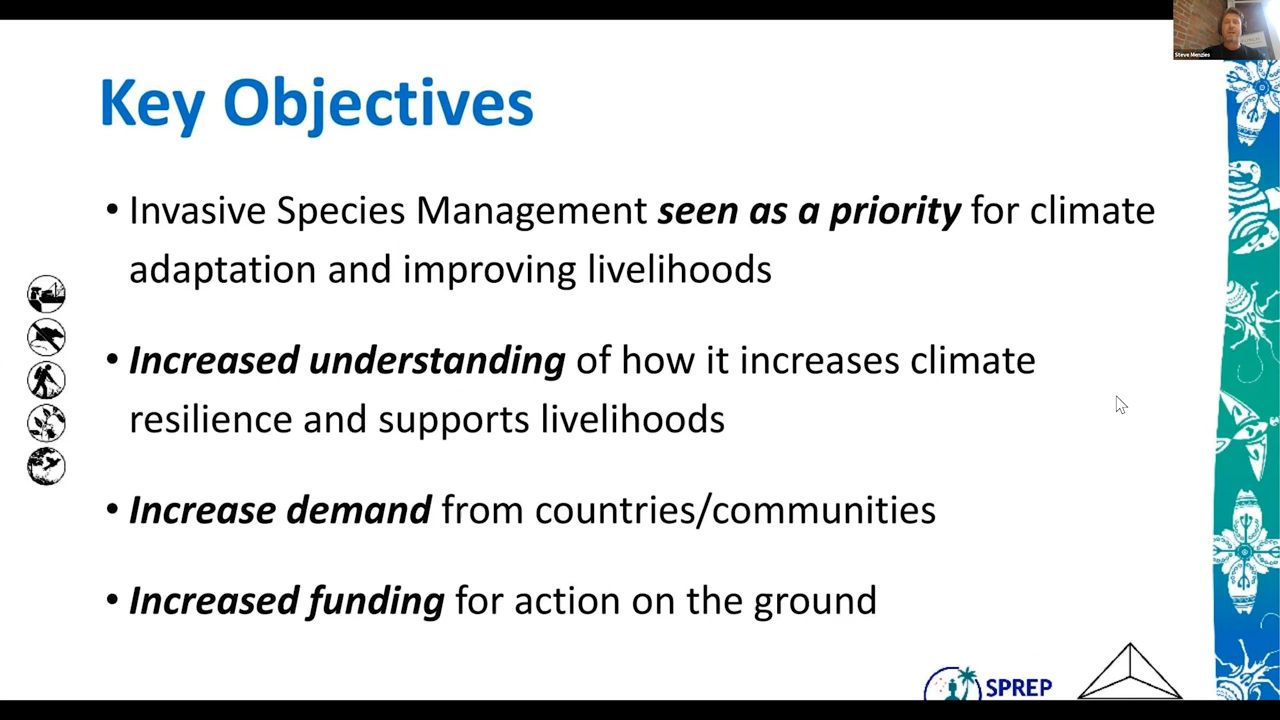 Steve Menzies
Key Objectives
• Invasive Species Management seen as a priority for climate
adaptation and improving livelihoods
• Increased understanding of how it increases climate
resilience and supports livelihoods
• Increase demand from countries/communities
• Increased funding for action on the ground
SPREP